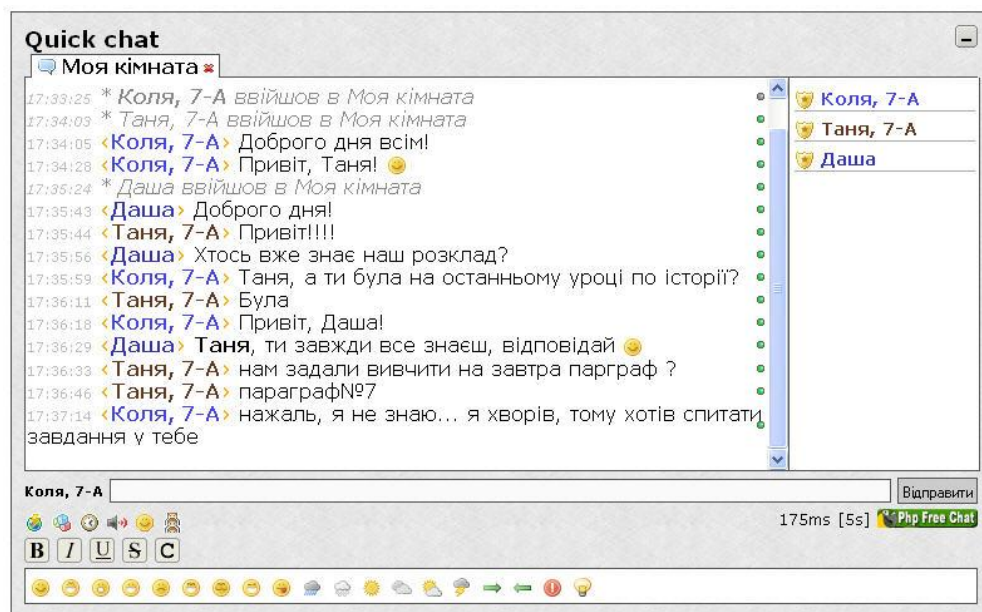 Quick chat
Моя кімната
17:33:25 * Коля, 7-А ввійшов в Моя кімната
17:34:03 * Таня, 7-А ввійшов в Моя кімната
17:34:05 ‹Коля, 7-А› Доброго дня всім!
17:34:28 ‹Коля, 7-А› Привіт, Таня!
17:35:24 * Даша ввійшов в Моя кімната
17:35:43 ‹Даша› Доброго дня!
17:35:44 ‹Таня, 7-А› Привіт!!!!
17:35:56 ‹Даша› Хтось вже знає наш розклад?
17:35:59 ‹Коля, 7-А› Таня, а ти була на останньому уроці по історії?
17:36:11 ‹Таня, 7-А› Була
17:36:18 ‹Коля, 7-А› Привіт, Даша!
17:36:29 ‹Даша› Таня, ти завжди все знаєш, відповідай
17:36:33 ‹Таня, 7-А› нам задали вивчити на завтра парграф ?
17:36:46 ‹Таня, 7-А› параграф№7
17:37:14 ‹Коля, 7-А› нажаль, я не знаю... я хворів, тому хотів спитати
завдання у тебе
Коля, 7-А
Таня, 7-А
Даша
Коля, 7-А
Відправити
175ms [5s] Php Free Chat
B I U S C